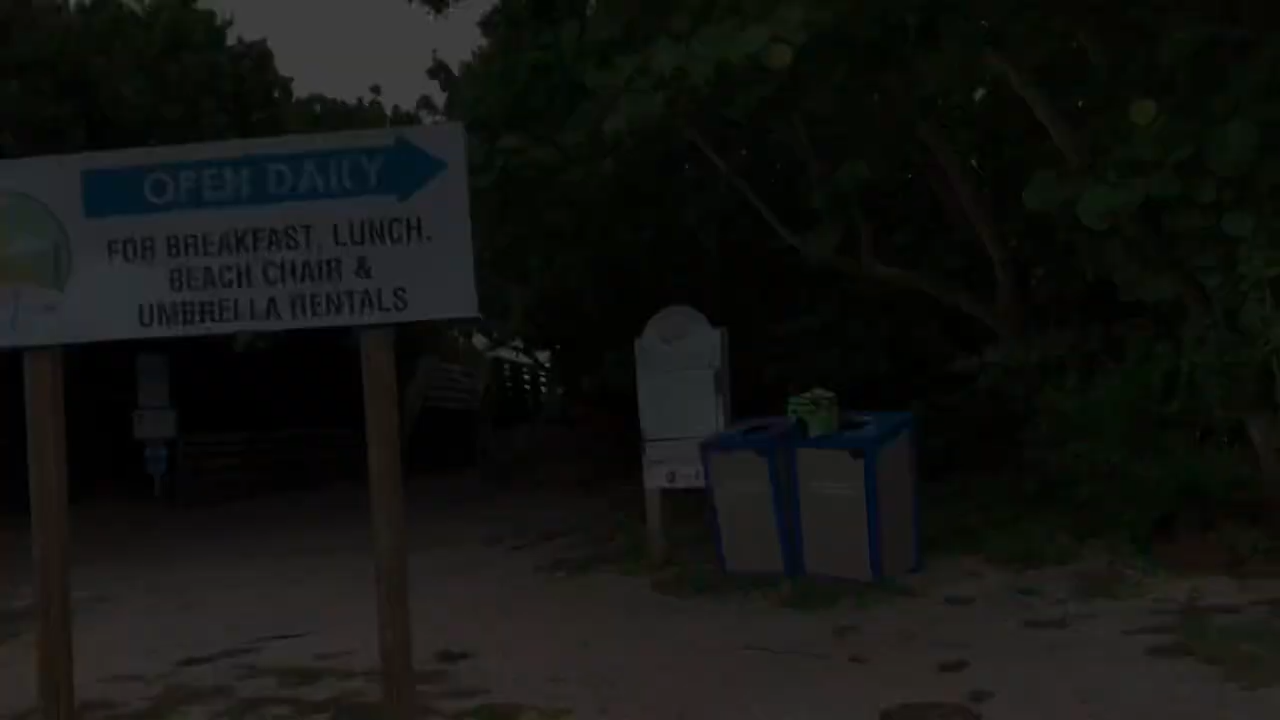 OPEN DAILY
FOR BREAKFAST, LUNCH,
BEACH CHAIR &
UMBRELLA RENTALS